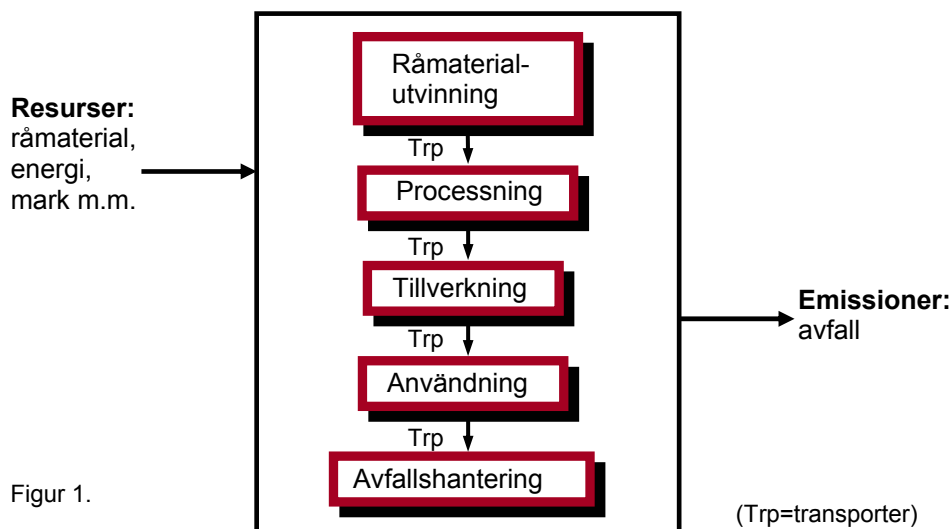 Resurser:
råmaterial,
energi,
mark m.m.
Råmaterial-
utvinning
Trp
Processning
Trp
Tillverkning
Trp
Användning
Trp
Avfallshantering
Emissioner:
avfall
Figur 1.
(Trp=transporter)